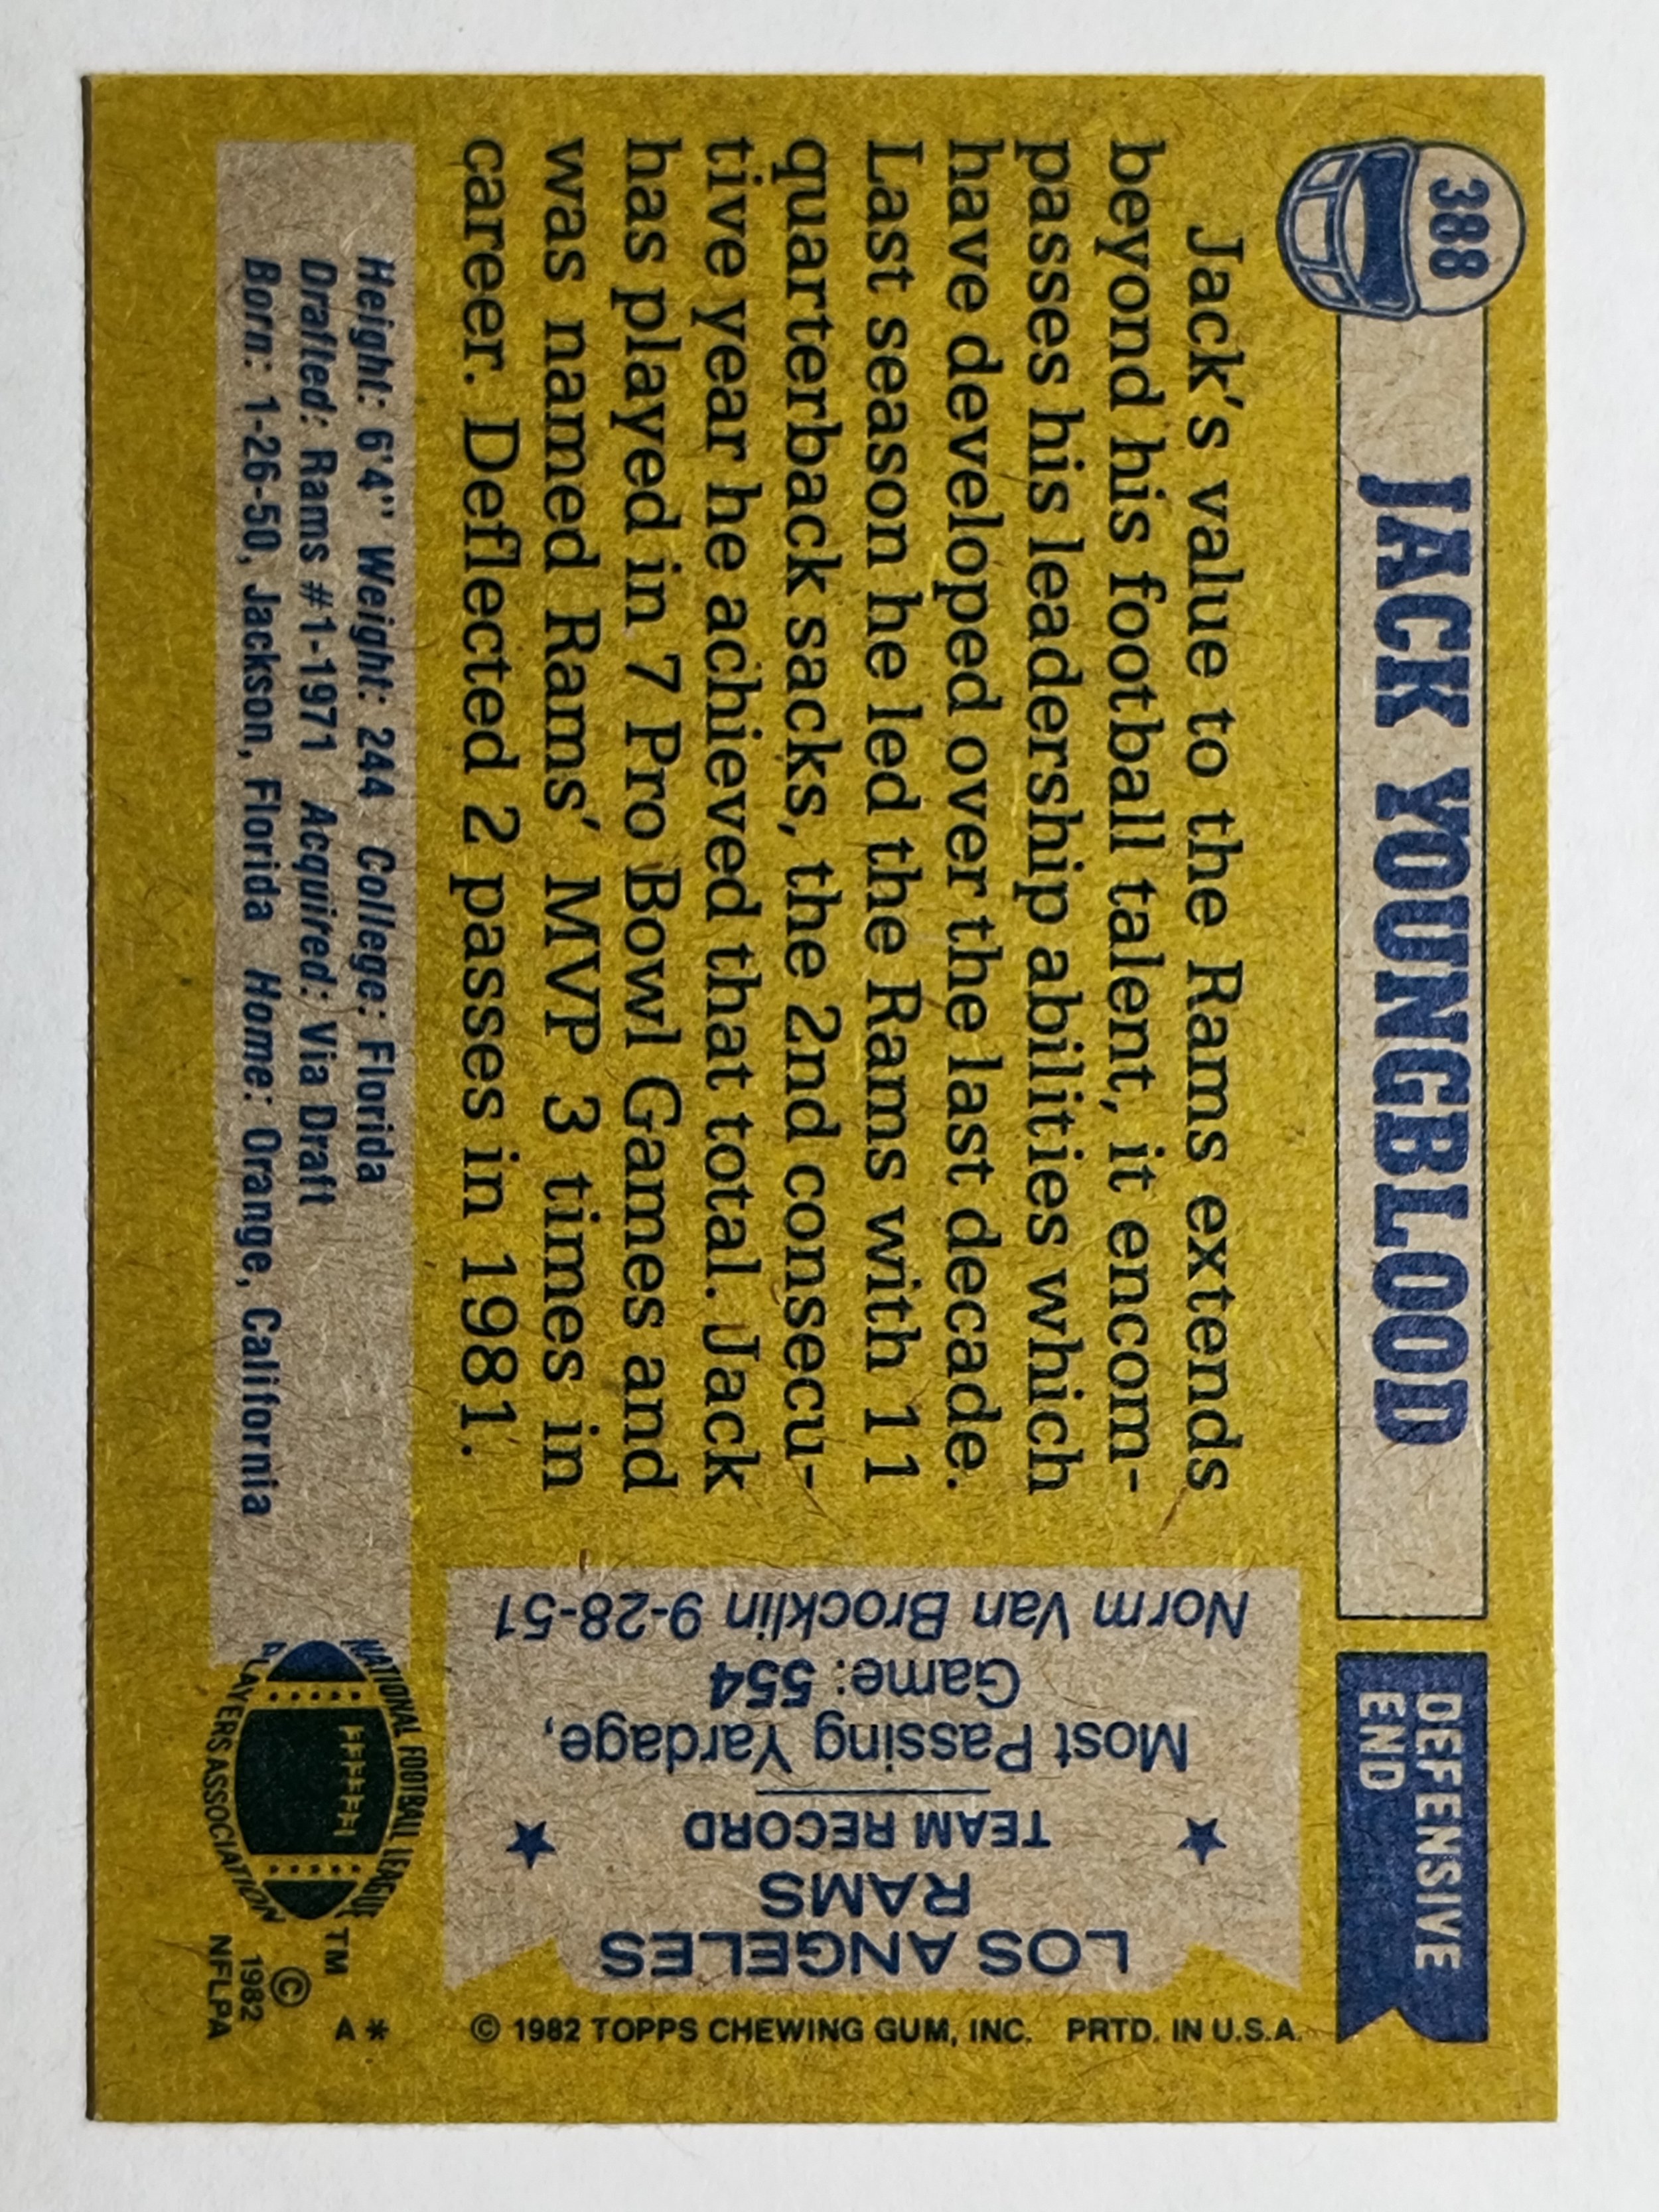 388
JACK YOUNGBLOOD
DEFENSIVE
END
Jack's value to the Rams extends
beyond his football talent, it encom-
passes his leadership abilities which
have developed over the last decade.
Last season he led the Rams with 11
quarterback sacks, the 2nd consecu-
tive year he achieved that total. Jack
has played in 7 Pro Bowl Games and
was named Rams' MVP 3 times in
career. Deflected 2 passes in 1981.
LOS ANGELES
RAMS
TEAM RECORD
Most Passing Yardage,
Game: 554
Norm Van Brocklin 9-28-51
© 1982 TOPPS CHEWING GUM, INC. PRTD. IN U.S.A.
Height: 6'4" Weight: 244 College: Florida
Drafted: Rams #1-1971 Acquired: Via Draft
Born: 1-26-50, Jackson, Florida Home: Orange, California
NATIONAL FOOTBALL LEAGUE
PLAYERS ASSOCIATION
TM
©
1982
NFLPA
A*